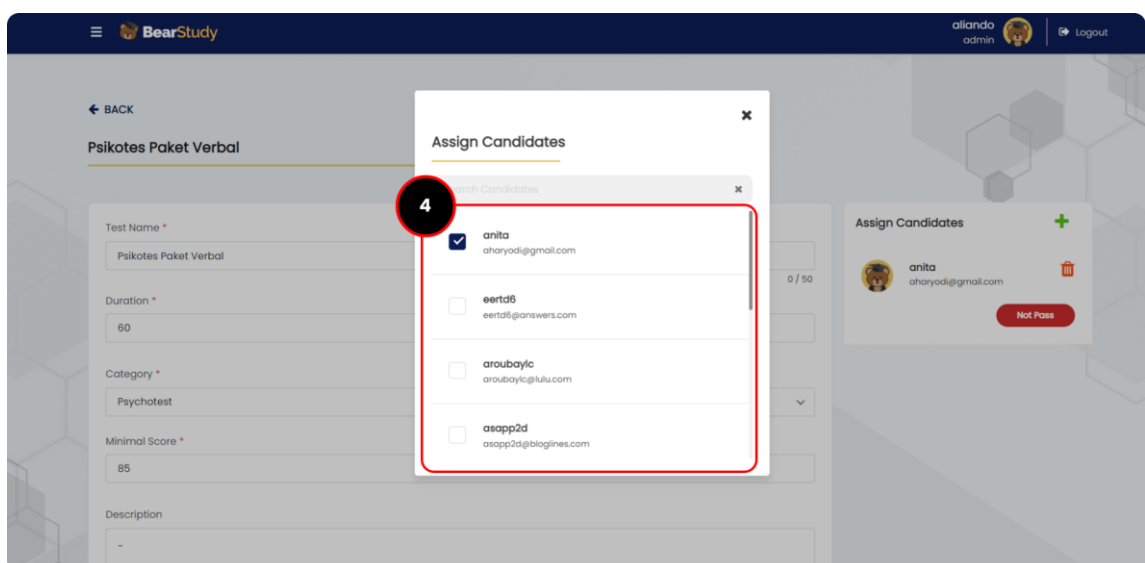 BearStudy
aliando
admin
Logout
BACK
Psikotes Paket Verbal
Assign Candidates
Search Candidates
4
anita
aharyodi@gmail.com
eertd6
eertd6@answers.com
aroubaylc
aroubaylc@lulu.com
asapp2d
asapp2d@bloglines.com
Test Name *
Psikotes Paket Verbal
0 / 50
Duration *
60
Category *
Psychotest
Minimal Score *
85
Description
-
Assign Candidates
anita
aharyodi@gmail.com
Not Pass